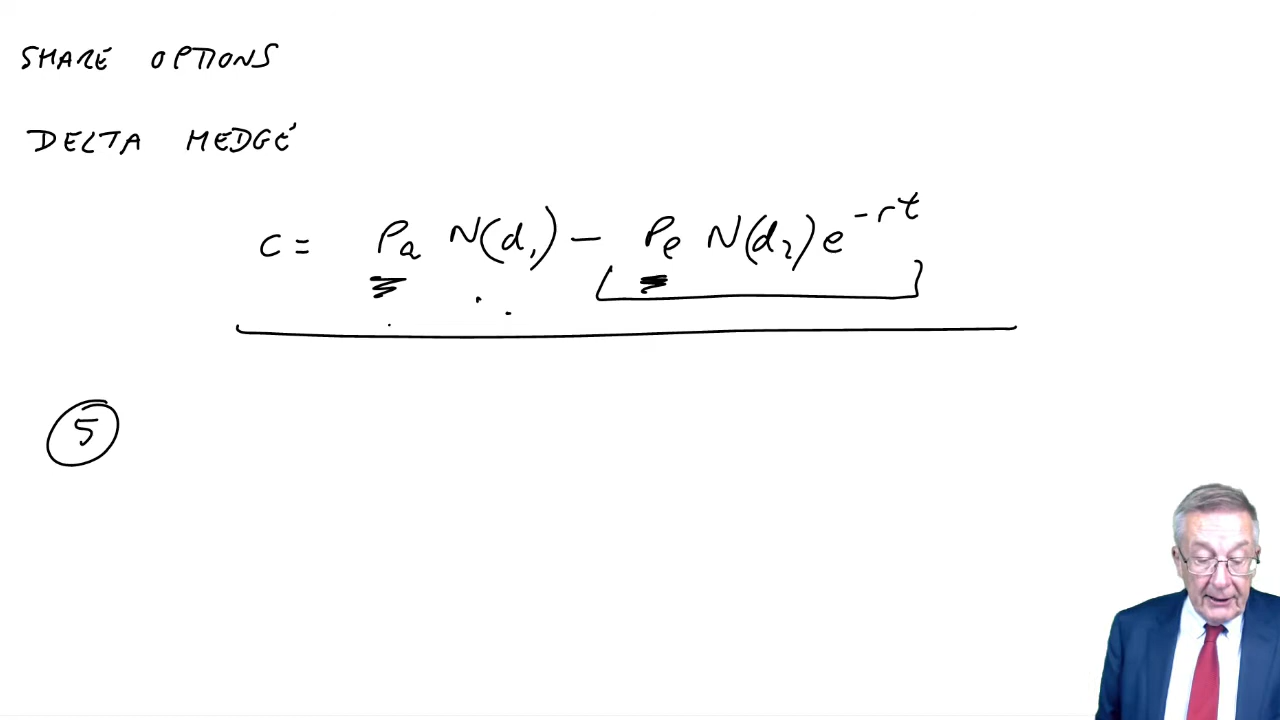 SHARE OPTIONS
DELTA HEDGE
c = Pa N(d₁) – Pe N(d₂) e^–rt
5